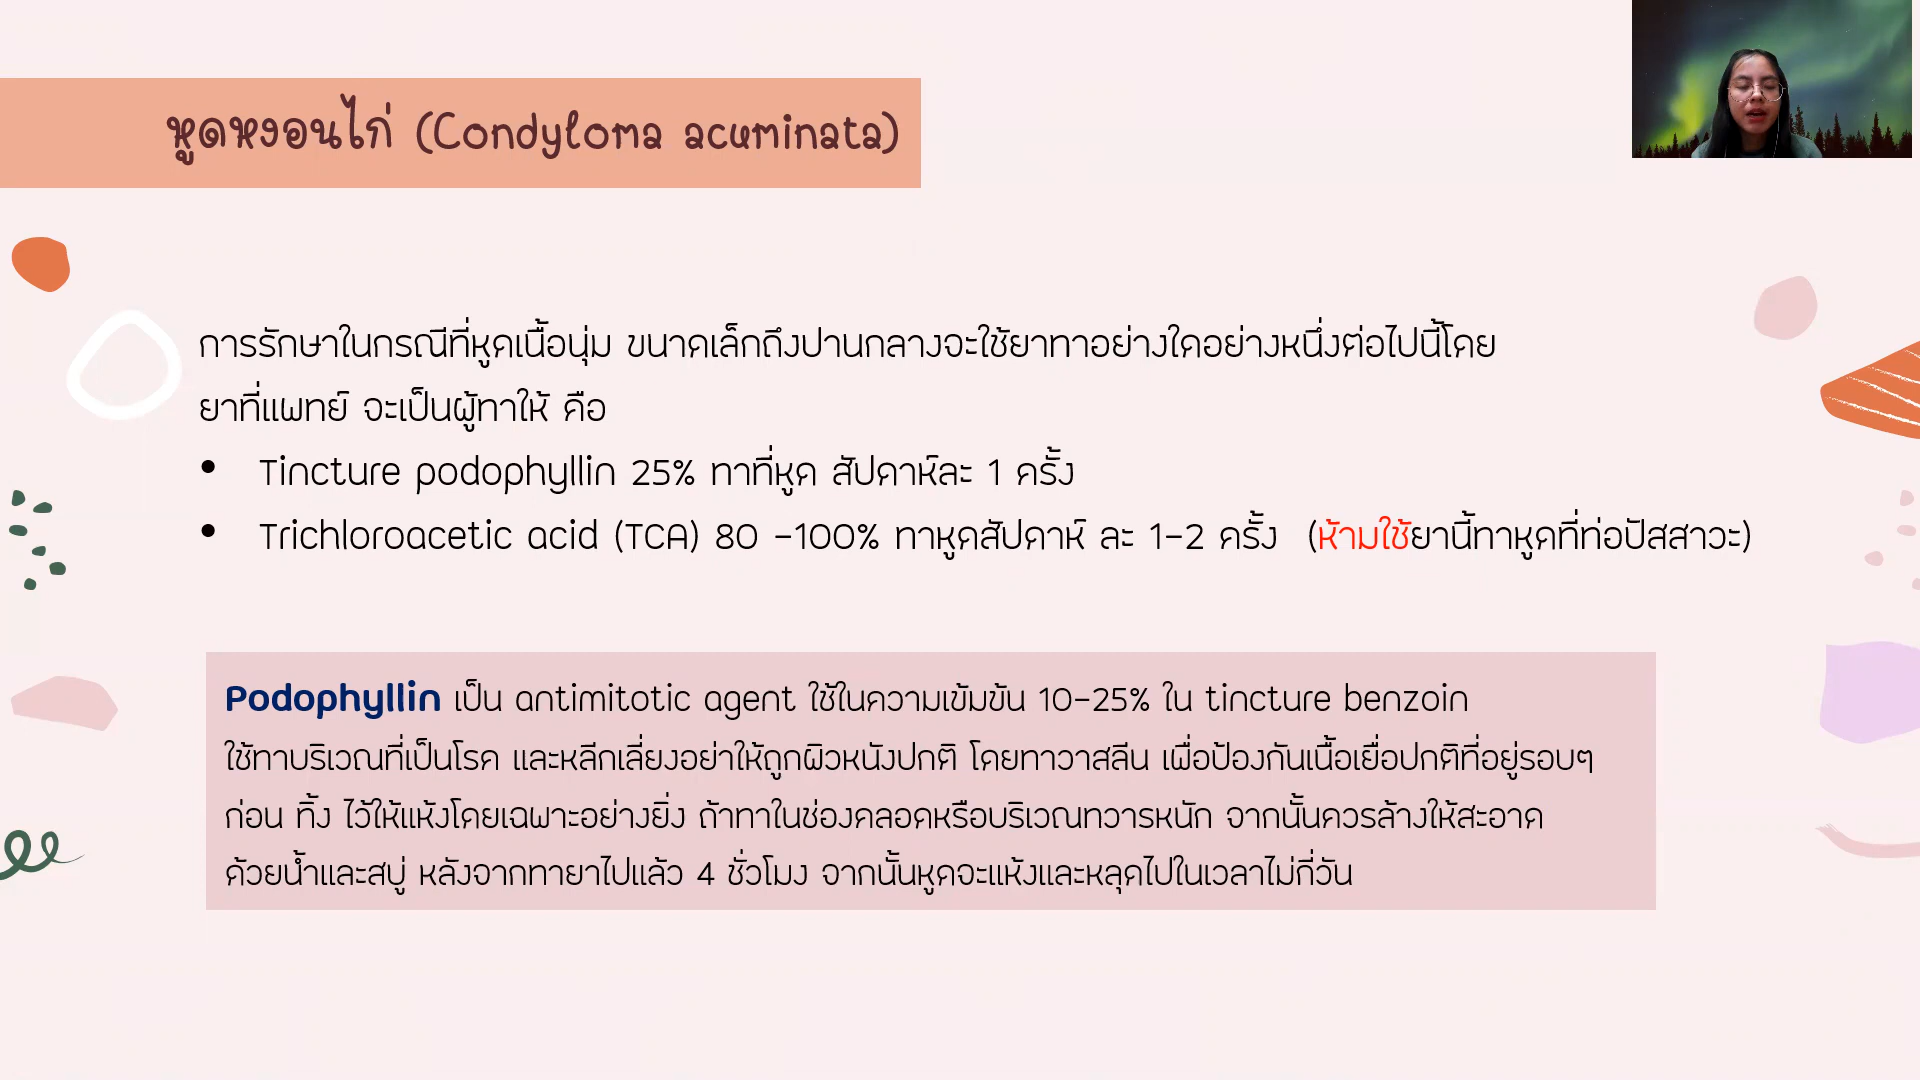 หูดหงอนไก่ (Condyloma acuminata)
การรักษาในกรณีที่หูดเนื้อนุ่ม ขนาดเล็กถึงปานกลางจะใช้ยาทาอย่างใดอย่างหนึ่งต่อไปนี้โดย
ยาที่แพทย์ จะเป็นผู้ทาให้ คือ
• Tincture podophyllin 25% ทาที่หูด สัปดาห์ละ 1 ครั้ง
• Trichloroacetic acid (TCA) 80 -100% ทาหูดสัปดาห์ ละ 1-2 ครั้ง (ห้ามใช้ยานี้ทาหูดที่ท่อปัสสาวะ)
Podophyllin เป็น antimitotic agent ใช้ในความเข้มข้น 10-25% ใน tincture benzoin
ใช้ทาบริเวณที่เป็นโรค และหลีกเลี่ยงอย่าให้ถูกผิวหนังปกติ โดยทาวาสลีน เพื่อป้องกันเนื้อเยื่อปกติที่อยู่รอบๆ
ก่อน ทิ้ง ไว้ให้แห้งโดยเฉพาะอย่างยิ่ง ถ้าทาในช่องคลอดหรือบริเวณทวารหนัก จากนั้นควรล้างให้สะอาด
ด้วยน้ำและสบู่ หลังจากทายาไปแล้ว 4 ชั่วโมง จากนั้นหูดจะแห้งและหลุดไปในเวลาไม่กี่วัน